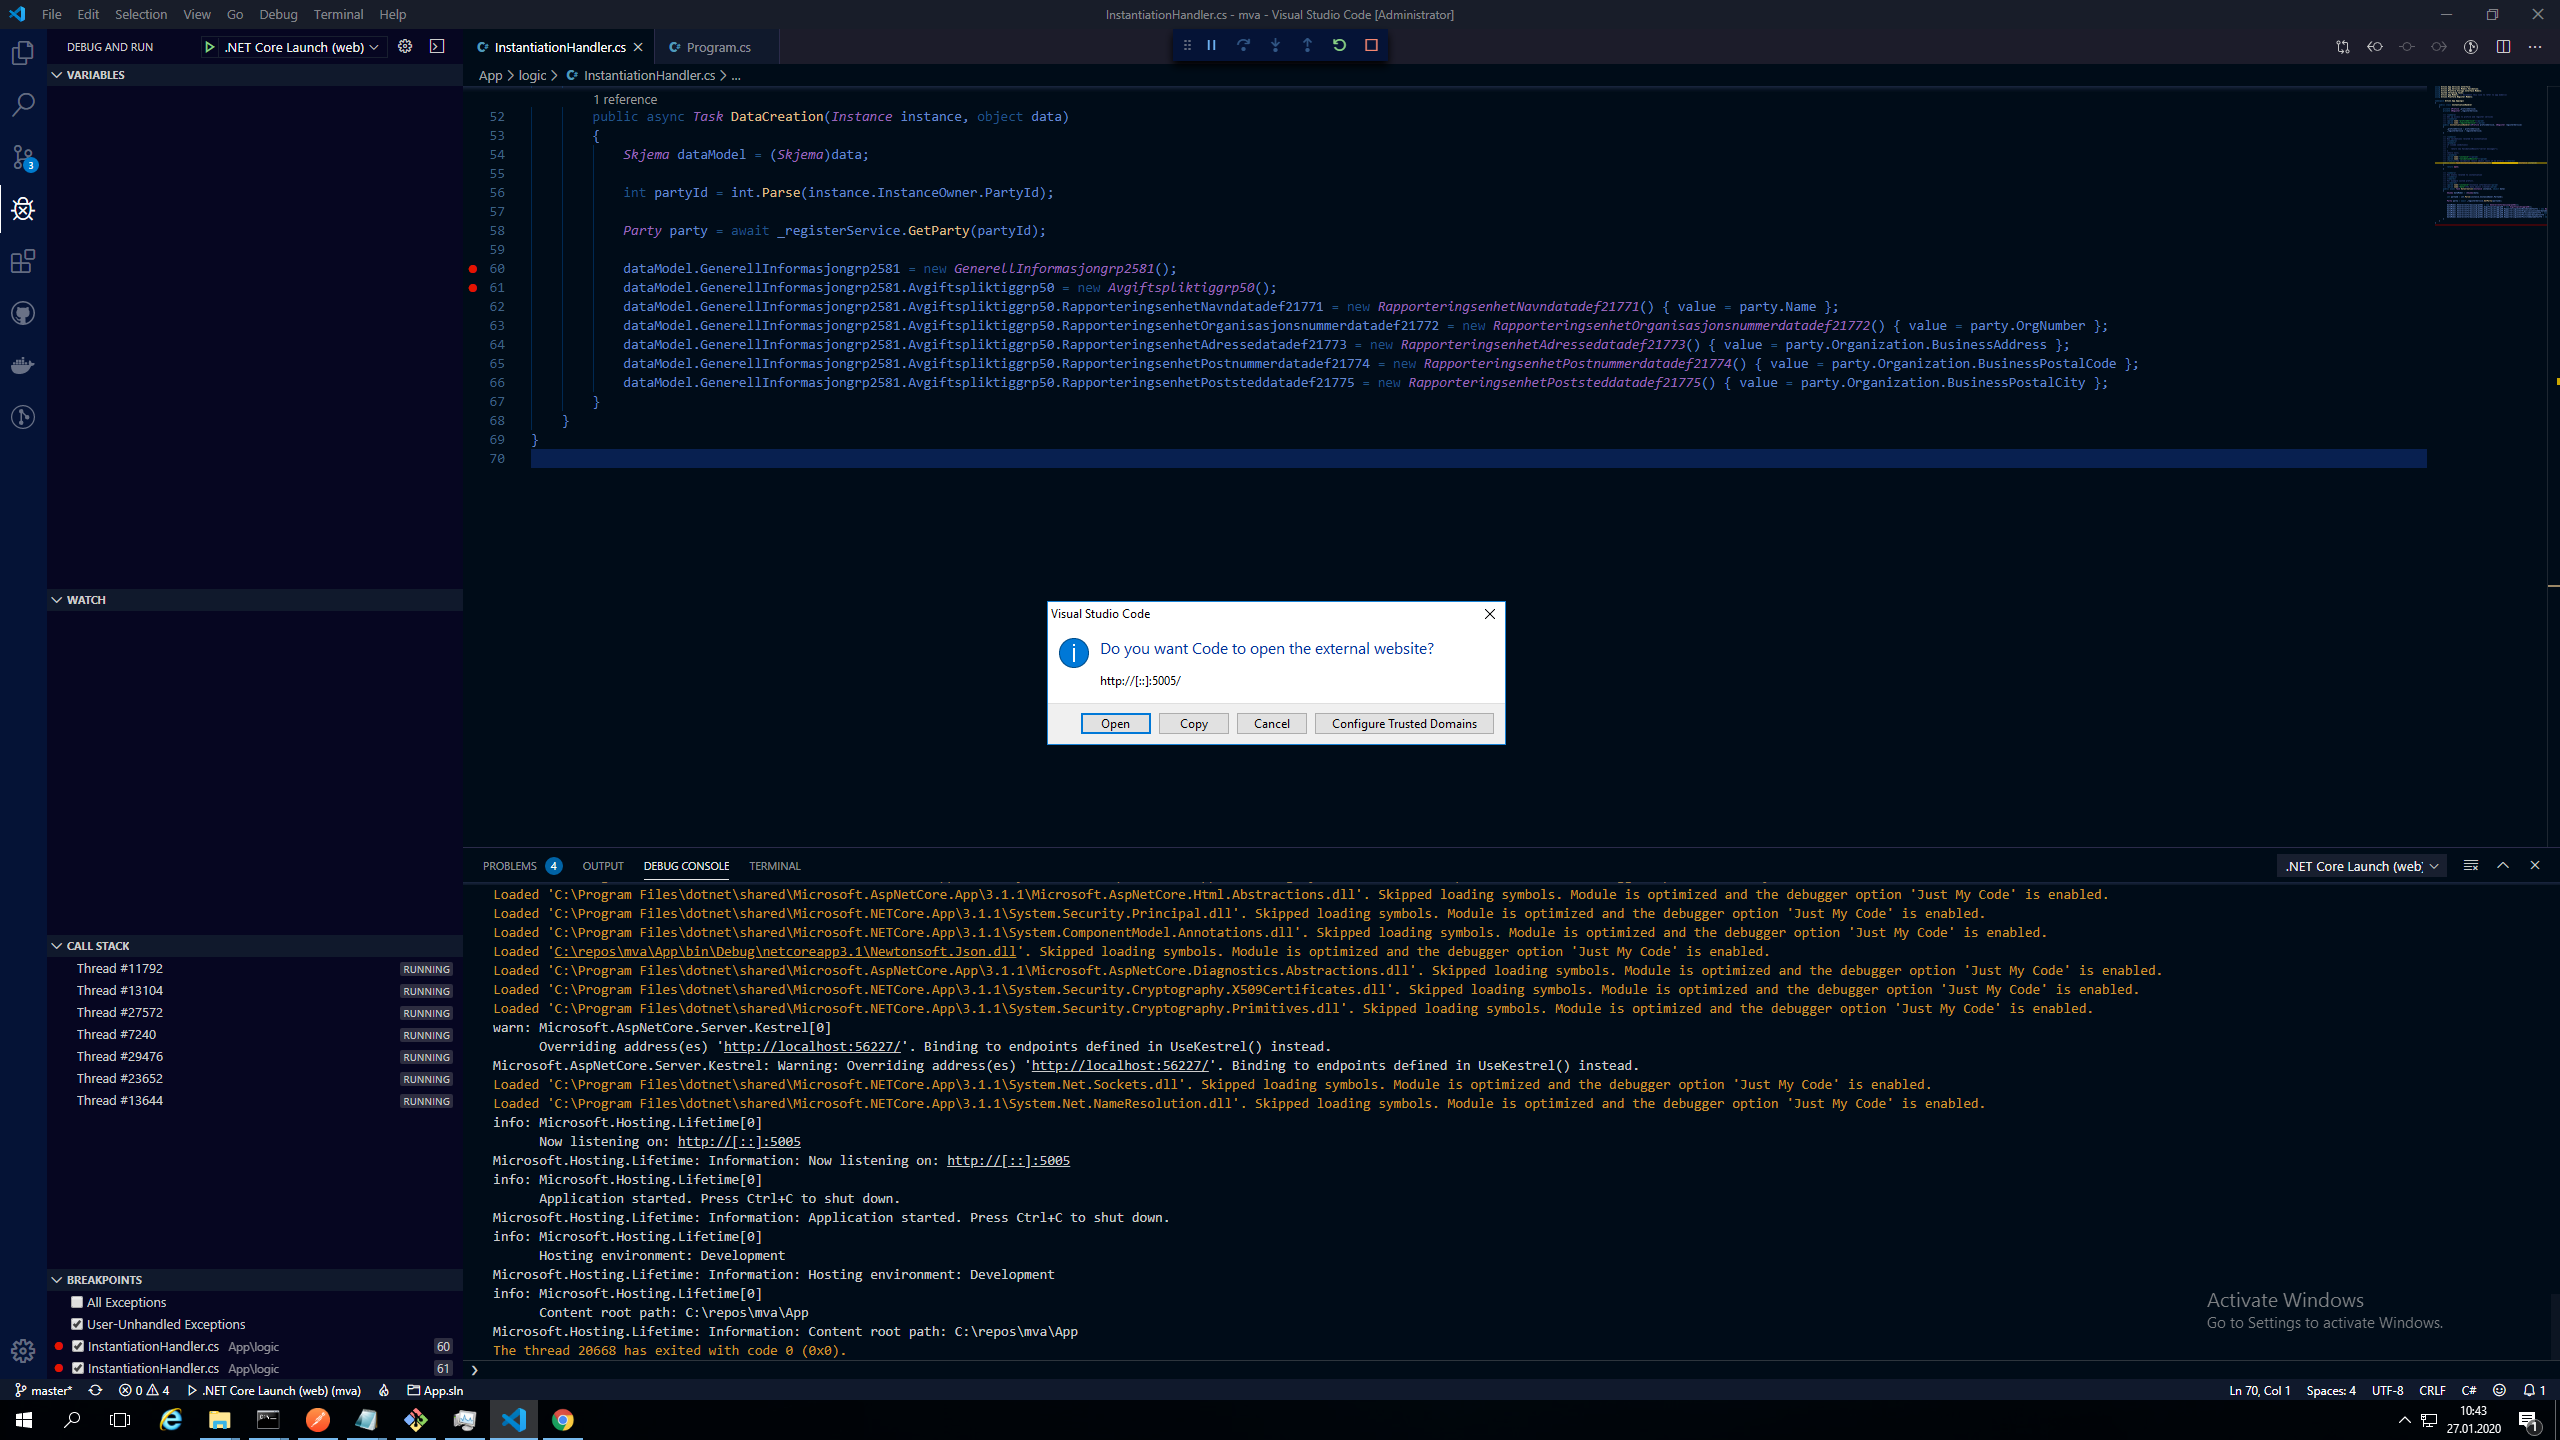 File Edit Selection View Go Debug Terminal Help
InstantiationHandler.cs - mva - Visual Studio Code [Administrator]
DEBUG AND RUN
.NET Core Launch (web)
InstantiationHandler.cs
Program.cs
App > logic > InstantiationHandler.cs > ...
VARIABLES
3
1 reference
52 public async Task DataCreation(Instance instance, object data)
53 {
54 Skjema dataModel = (Skjema)data;
55
56 int partyId = int.Parse(instance.InstanceOwner.PartyId);
57
58 Party party = await _registerService.GetParty(partyId);
59
60 dataModel.GenerellInformasjongrp2581 = new GenerellInformasjongrp2581();
61 dataModel.GenerellInformasjongrp2581.Avgiftspliktiggrp50 = new Avgiftspliktiggrp50();
62 dataModel.GenerellInformasjongrp2581.Avgiftspliktiggrp50.RapporteringsenhetNavndatadef21771 = new RapporteringsenhetNavndatadef21771() { value = party.Name };
63 dataModel.GenerellInformasjongrp2581.Avgiftspliktiggrp50.RapporteringsenhetOrganisasjonsnummerdatadef21772 = new RapporteringsenhetOrganisasjonsnummerdatadef21772() { value = party.OrgNumber };
64 dataModel.GenerellInformasjongrp2581.Avgiftspliktiggrp50.RapporteringsenhetAdressedatadef21773 = new RapporteringsenhetAdressedatadef21773() { value = party.Organization.BusinessAddress };
65 dataModel.GenerellInformasjongrp2581.Avgiftspliktiggrp50.RapporteringsenhetPostnummerdatadef21774 = new RapporteringsenhetPostnummerdatadef21774() { value = party.Organization.BusinessPostalCode };
66 dataModel.GenerellInformasjongrp2581.Avgiftspliktiggrp50.RapporteringsenhetPoststeddatadef21775 = new RapporteringsenhetPoststeddatadef21775() { value = party.Organization.BusinessPostalCity };
67 }
68 }
69 }
70
WATCH
Visual Studio Code
Do you want Code to open the external website?
http://[::]:5005/
Open Copy Cancel Configure Trusted Domains
CALL STACK
Thread #11792 RUNNING
Thread #13104 RUNNING
Thread #27572 RUNNING
Thread #7240 RUNNING
Thread #29476 RUNNING
Thread #23652 RUNNING
Thread #13644 RUNNING
BREAKPOINTS
All Exceptions
User-Unhandled Exceptions
InstantiationHandler.cs App\logic 60
InstantiationHandler.cs App\logic 61
PROBLEMS 4 OUTPUT DEBUG CONSOLE TERMINAL
.NET Core Launch (web)
Loaded 'C:\Program Files\dotnet\shared\Microsoft.AspNetCore.App\3.1.1\Microsoft.AspNetCore.Html.Abstractions.dll'. Skipped loading symbols. Module is optimized and the debugger option 'Just My Code' is enabled.
Loaded 'C:\Program Files\dotnet\shared\Microsoft.NETCore.App\3.1.1\System.Security.Principal.dll'. Skipped loading symbols. Module is optimized and the debugger option 'Just My Code' is enabled.
Loaded 'C:\Program Files\dotnet\shared\Microsoft.NETCore.App\3.1.1\System.ComponentModel.Annotations.dll'. Skipped loading symbols. Module is optimized and the debugger option 'Just My Code' is enabled.
Loaded 'C:\repos\mva\App\bin\Debug\netcoreapp3.1\Newtonsoft.Json.dll'. Skipped loading symbols. Module is optimized and the debugger option 'Just My Code' is enabled.
Loaded 'C:\Program Files\dotnet\shared\Microsoft.AspNetCore.App\3.1.1\Microsoft.AspNetCore.Diagnostics.Abstractions.dll'. Skipped loading symbols. Module is optimized and the debugger option 'Just My Code' is enabled.
Loaded 'C:\Program Files\dotnet\shared\Microsoft.NETCore.App\3.1.1\System.Security.Cryptography.X509Certificates.dll'. Skipped loading symbols. Module is optimized and the debugger option 'Just My Code' is enabled.
Loaded 'C:\Program Files\dotnet\shared\Microsoft.NETCore.App\3.1.1\System.Security.Cryptography.Primitives.dll'. Skipped loading symbols. Module is optimized and the debugger option 'Just My Code' is enabled.
warn: Microsoft.AspNetCore.Server.Kestrel[0]
Overriding address(es) 'http://localhost:56227/'. Binding to endpoints defined in UseKestrel() instead.
Microsoft.AspNetCore.Server.Kestrel: Warning: Overriding address(es) 'http://localhost:56227/'. Binding to endpoints defined in UseKestrel() instead.
Loaded 'C:\Program Files\dotnet\shared\Microsoft.NETCore.App\3.1.1\System.Net.Sockets.dll'. Skipped loading symbols. Module is optimized and the debugger option 'Just My Code' is enabled.
Loaded 'C:\Program Files\dotnet\shared\Microsoft.NETCore.App\3.1.1\System.Net.NameResolution.dll'. Skipped loading symbols. Module is optimized and the debugger option 'Just My Code' is enabled.
info: Microsoft.Hosting.Lifetime[0]
Now listening on: http://[::]:5005
Microsoft.Hosting.Lifetime: Information: Now listening on: http://[::]:5005
info: Microsoft.Hosting.Lifetime[0]
Application started. Press Ctrl+C to shut down.
Microsoft.Hosting.Lifetime: Information: Application started. Press Ctrl+C to shut down.
info: Microsoft.Hosting.Lifetime[0]
Hosting environment: Development
Microsoft.Hosting.Lifetime: Information: Hosting environment: Development
info: Microsoft.Hosting.Lifetime[0]
Content root path: C:\repos\mva\App
Microsoft.Hosting.Lifetime: Information: Content root path: C:\repos\mva\App
The thread 20668 has exited with code 0 (0x0).
Activate Windows
Go to Settings to activate Windows.
master* 0 4 .NET Core Launch (web) (mva) App.sln
Ln 70, Col 1 Spaces: 4 UTF-8 CRLF C# 1
10:43
27.01.2020
1